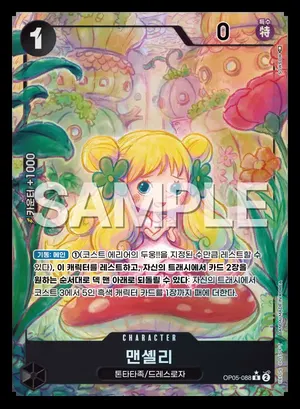 1
0
특수
特
카운터 +1000
SAMPLE
기동: 메인 ①(코스트 에리어의 두웅!!을 지정된 수만큼 레스트할 수
있다), 이 캐릭터를 레스트하고, 자신의 트래시에서 카드 2장을
원하는 순서대로 덱 맨 아래로 되돌릴 수 있다: 자신의 트래시에서
코스트 3에서 5인 흑색 캐릭터 카드를 1장까지 패에 더한다.
CHARACTER
맨셸리
톤타타족/드레스로자
OP05-088 R 2